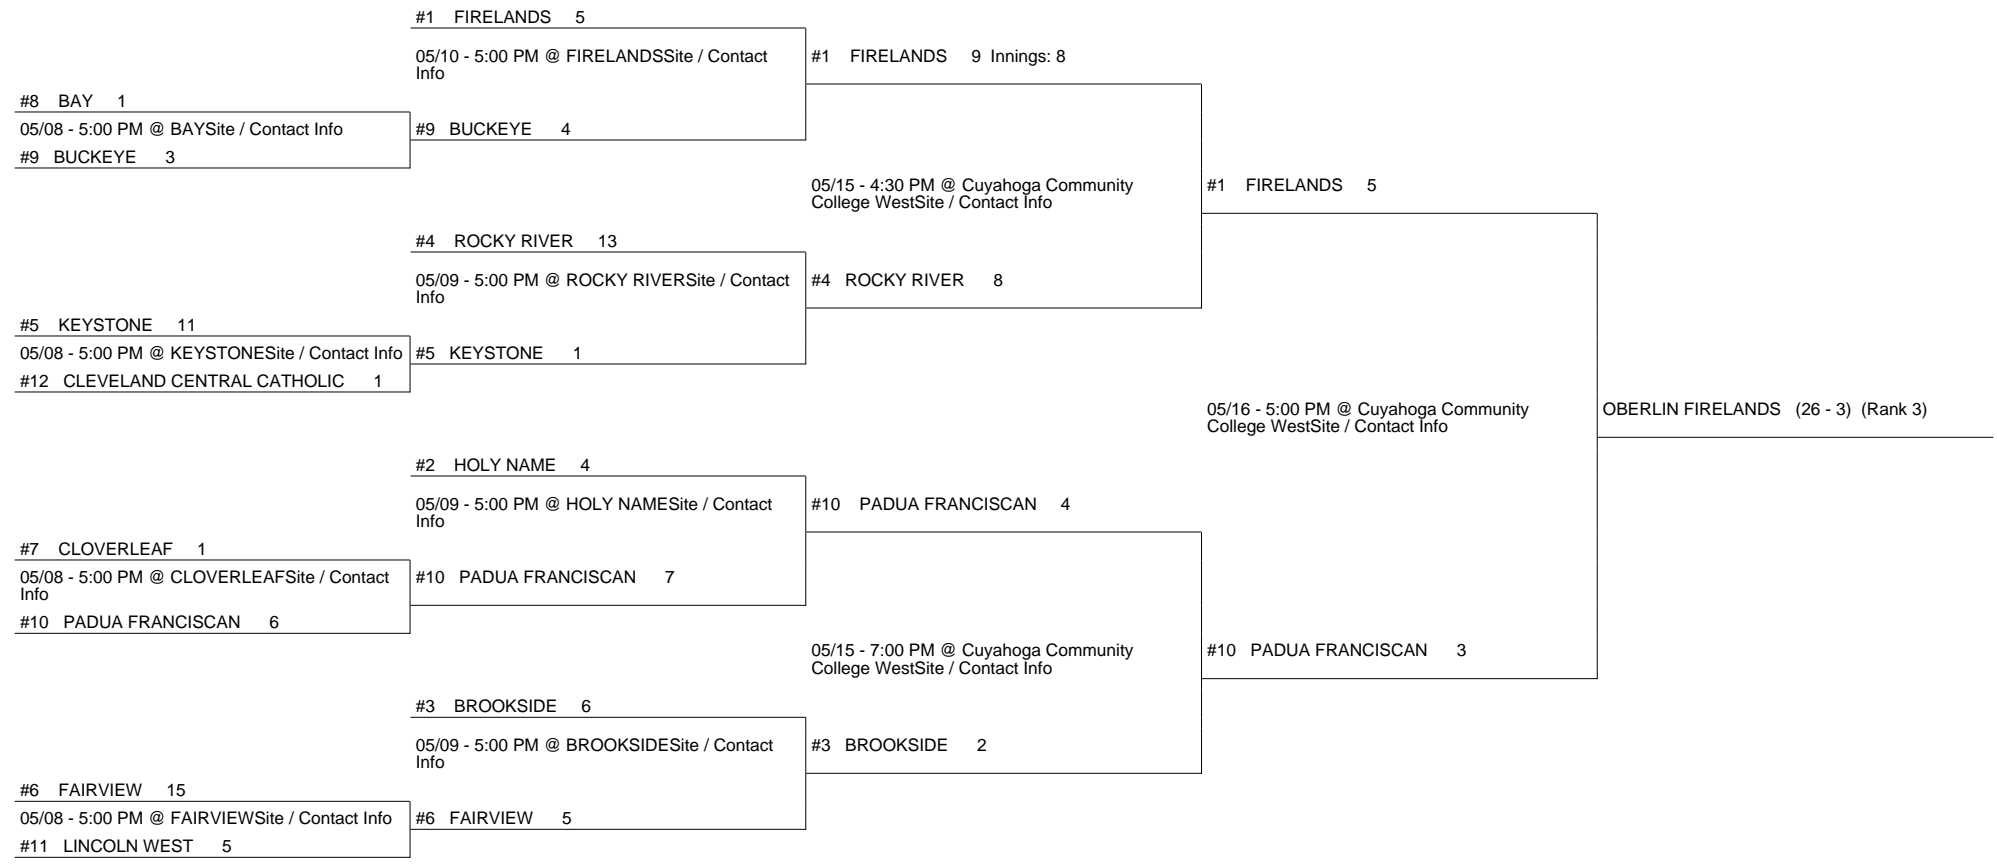 #1 FIRELANDS 5
05/10 - 5:00 PM @ FIRELANDSSite / Contact
Info
#1 FIRELANDS 9 Innings: 8
#8 BAY 1
05/08 - 5:00 PM @ BAYSite / Contact Info
#9 BUCKEYE 3
#9 BUCKEYE 4
05/15 - 4:30 PM @ Cuyahoga Community
College WestSite / Contact Info
#1 FIRELANDS 5
#4 ROCKY RIVER 13
05/09 - 5:00 PM @ ROCKY RIVERSite / Contact
Info
#4 ROCKY RIVER 8
#5 KEYSTONE 11
05/08 - 5:00 PM @ KEYSTONESite / Contact Info
#12 CLEVELAND CENTRAL CATHOLIC 1
#5 KEYSTONE 1
05/16 - 5:00 PM @ Cuyahoga Community
College WestSite / Contact Info
OBERLIN FIRELANDS (26 - 3) (Rank 3)
#2 HOLY NAME 4
05/09 - 5:00 PM @ HOLY NAMESite / Contact
Info
#10 PADUA FRANCISCAN 4
#7 CLOVERLEAF 1
05/08 - 5:00 PM @ CLOVERLEAFSite / Contact
Info
#10 PADUA FRANCISCAN 6
#10 PADUA FRANCISCAN 7
05/15 - 7:00 PM @ Cuyahoga Community
College WestSite / Contact Info
#10 PADUA FRANCISCAN 3
#3 BROOKSIDE 6
05/09 - 5:00 PM @ BROOKSIDESite / Contact
Info
#3 BROOKSIDE 2
#6 FAIRVIEW 15
05/08 - 5:00 PM @ FAIRVIEWSite / Contact Info
#11 LINCOLN WEST 5
#6 FAIRVIEW 5